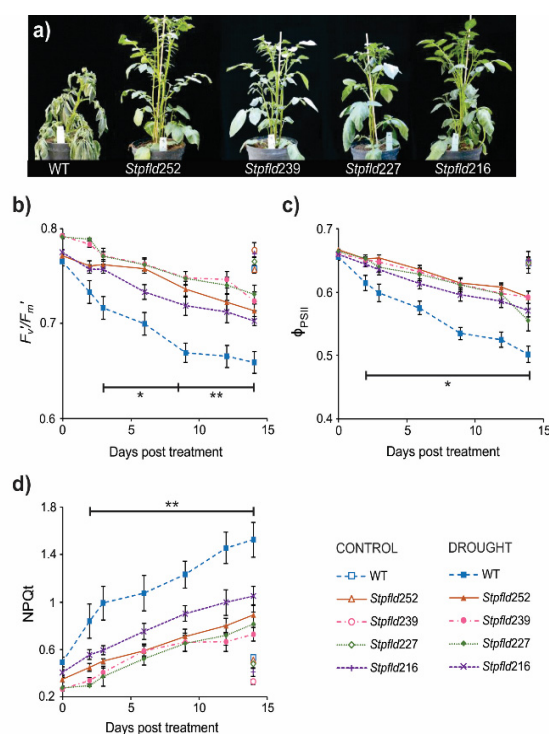 a)
WT Stpfld252 Stpfld239 Stpfld227 Stpfld216
b)
0.8
0.7
0.6
Fv'/Fm'
0 5 10 15
Days post treatment
* **
c)
0.7
0.6
0.5
0.4
ϕPSII
0 5 10 15
Days post treatment
*
d)
1.8
1.4
1
0.6
0.2
NPQt
0 5 10 15
Days post treatment
**
CONTROL DROUGHT
WT WT
Stpfld252 Stpfld252
Stpfld239 Stpfld239
Stpfld227 Stpfld227
Stpfld216 Stpfld216